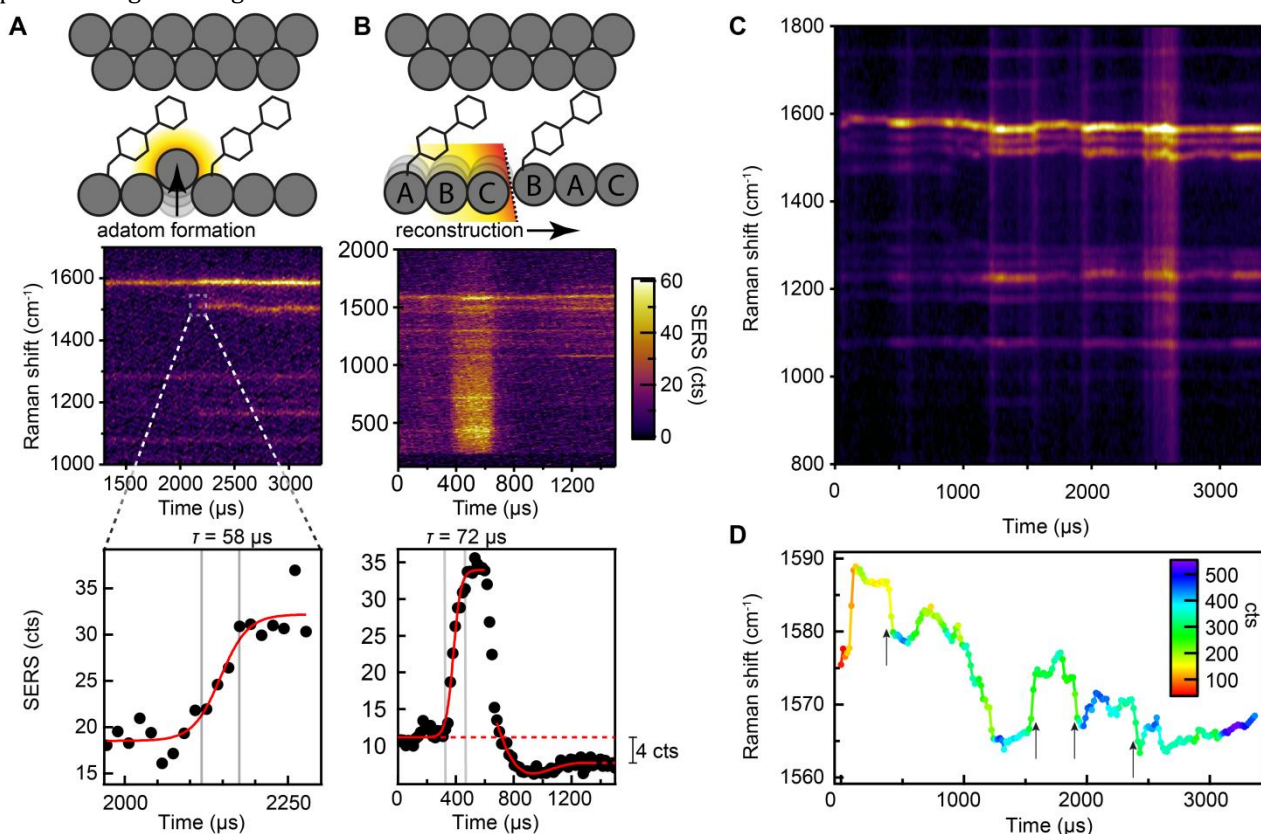 A
adatom formation
1600
1400
1200
1000
Raman shift (cm⁻¹)
1500 2000 2500 3000
Time (µs)
τ = 58 µs
35
30
25
20
15
SERS (cts)
2000 2250
Time (µs)
B
A B C B A C
reconstruction
2000
1500
1000
500
0 400 800 1200
Time (µs)
60
40
20
0
SERS (cts)
τ = 72 µs
35
30
25
20
15
10
4 cts
0 400 800 1200
Time (µs)
C
1800
1600
1800
1200
1000
800
Raman shift (cm⁻¹)
0 1000 2000 3000
Time (µs)
D
1590
1580
1570
1560
Raman shift (cm⁻¹)
500
400
300
200
100
cts
0 1000 2000 3000
Time (µs)